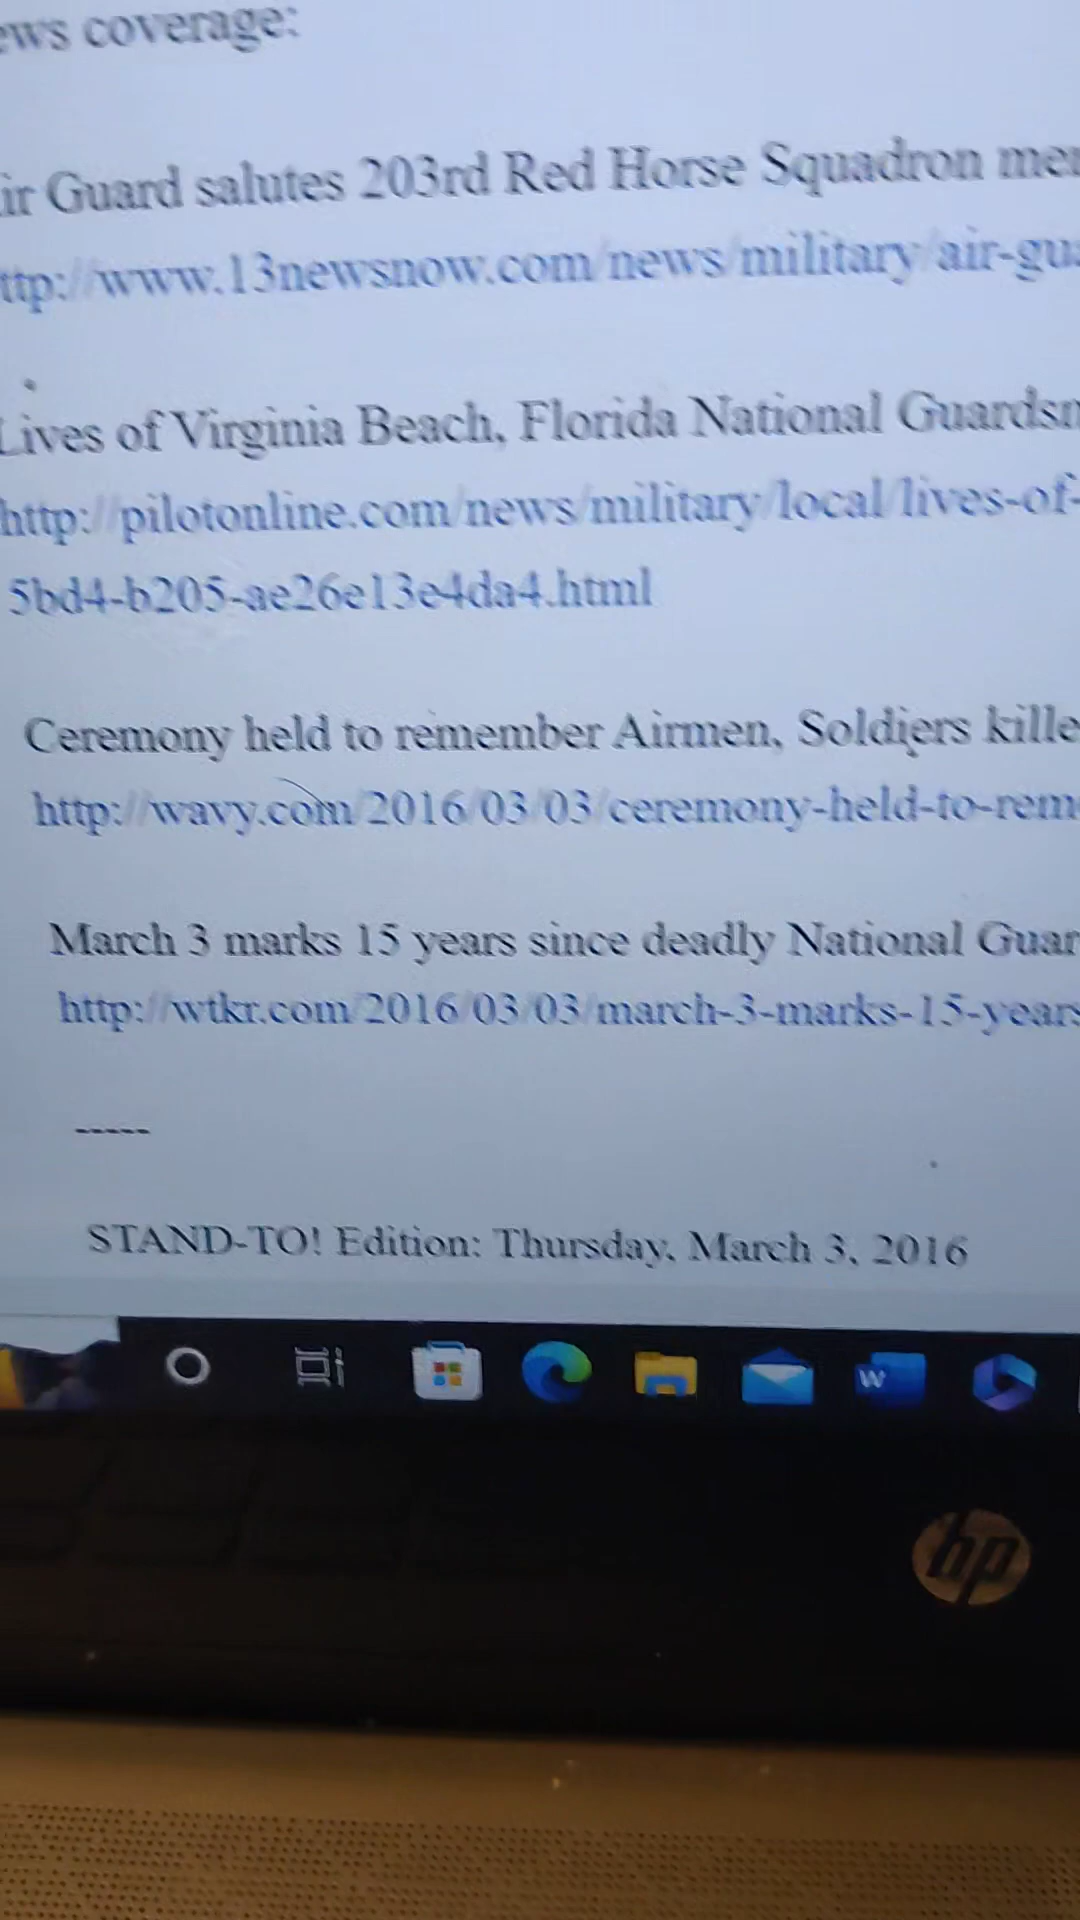 ews coverage:
ir Guard salutes 203rd Red Horse Squadron mem
ttp://www.13newsnow.com/news/military/air-gua
Lives of Virginia Beach, Florida National Guardsm
http://pilotonline.com/news/military/local/lives-of-
5bd4-b205-ae26e13e4da4.html
Ceremony held to remember Airmen, Soldiers kille
http://wavy.com/2016/03/03/ceremony-held-to-rem
March 3 marks 15 years since deadly National Guar
http://wtkr.com/2016/03/03/march-3-marks-15-years
-----
STAND-TO! Edition: Thursday, March 3, 2016
W
hp